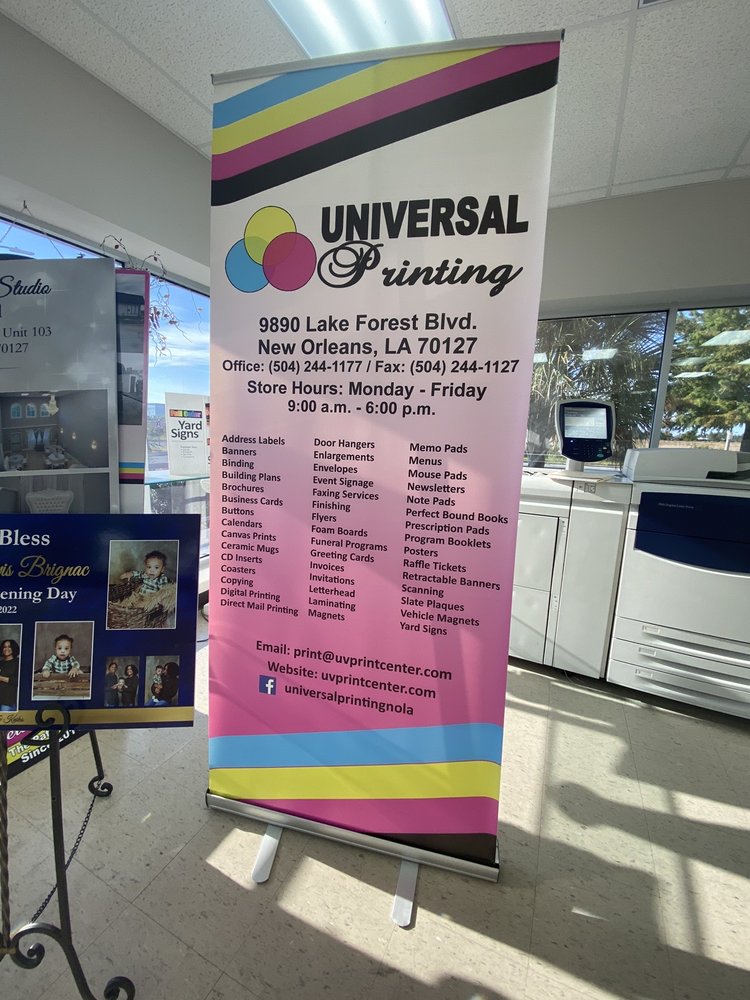 UNIVERSAL
Printing
9890 Lake Forest Blvd.
New Orleans, LA 70127
Office: (504) 244-1177 / Fax: (504) 244-1127
Store Hours: Monday - Friday
9:00 a.m. - 6:00 p.m.
Address Labels
Banners
Binding
Building Plans
Brochures
Business Cards
Buttons
Calendars
Canvas Prints
Ceramic Mugs
CD Inserts
Coasters
Copying
Digital Printing
Direct Mail Printing
Door Hangers
Enlargements
Envelopes
Event Signage
Faxing Services
Finishing
Flyers
Foam Boards
Funeral Programs
Greeting Cards
Invoices
Invitations
Letterhead
Laminating
Magnets
Memo Pads
Menus
Mouse Pads
Newsletters
Note Pads
Perfect Bound Books
Prescription Pads
Program Booklets
Posters
Raffle Tickets
Retractable Banners
Scanning
Slate Plaques
Vehicle Magnets
Yard Signs
Email: print@uvprintcenter.com
Website: uvprintcenter.com
f universalprintingnola
Studio
Unit 103
70127
Full Color
Yard
Signs
Bless
Brignac
ening Day
2022
Since